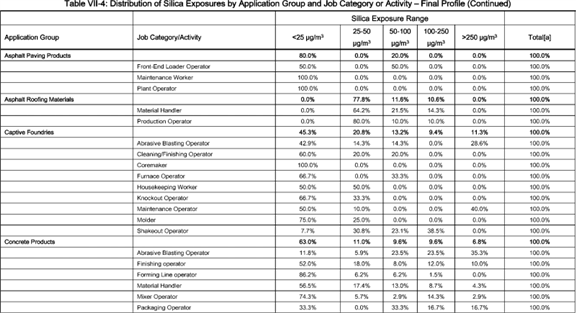 Table VII-4: Distribution of Silica Exposures by Application Group and Job Category or Activity – Final Profile (Continued)
Silica Exposure Range
Application Group Job Category/Activity <25 µg/m³ 25-50 µg/m³ 50-100 µg/m³ 100-250 µg/m³ >250 µg/m³ Total[a]
Asphalt Paving Products 80.0% 0.0% 20.0% 0.0% 0.0% 100.0%
Front-End Loader Operator 50.0% 0.0% 50.0% 0.0% 0.0% 100.0%
Maintenance Worker 100.0% 0.0% 0.0% 0.0% 0.0% 100.0%
Plant Operator 100.0% 0.0% 0.0% 0.0% 0.0% 100.0%
Asphalt Roofing Materials 0.0% 77.8% 11.6% 10.6% 0.0% 100.0%
Material Handler 0.0% 64.2% 21.5% 14.3% 0.0% 100.0%
Production Operator 0.0% 80.0% 10.0% 10.0% 0.0% 100.0%
Captive Foundries 45.3% 20.8% 13.2% 9.4% 11.3% 100.0%
Abrasive Blasting Operator 42.9% 14.3% 14.3% 0.0% 28.6% 100.0%
Cleaning/Finishing Operator 60.0% 20.0% 20.0% 0.0% 0.0% 100.0%
Coremaker 100.0% 0.0% 0.0% 0.0% 0.0% 100.0%
Furnace Operator 66.7% 0.0% 33.3% 0.0% 0.0% 100.0%
Housekeeping Worker 50.0% 50.0% 0.0% 0.0% 0.0% 100.0%
Knockout Operator 66.7% 33.3% 0.0% 0.0% 0.0% 100.0%
Maintenance Operator 50.0% 10.0% 0.0% 0.0% 40.0% 100.0%
Molder 75.0% 25.0% 0.0% 0.0% 0.0% 100.0%
Shakeout Operator 7.7% 30.8% 23.1% 38.5% 0.0% 100.0%
Concrete Products 63.0% 11.0% 9.6% 9.6% 6.8% 100.0%
Abrasive Blasting Operator 11.8% 5.9% 23.5% 23.5% 35.3% 100.0%
Finishing operator 52.0% 18.0% 8.0% 12.0% 10.0% 100.0%
Forming Line operator 86.2% 6.2% 6.2% 1.5% 0.0% 100.0%
Material Handler 56.5% 17.4% 13.0% 8.7% 4.3% 100.0%
Mixer Operator 74.3% 5.7% 2.9% 14.3% 2.9% 100.0%
Packaging Operator 33.3% 0.0% 33.3% 16.7% 16.7% 100.0%